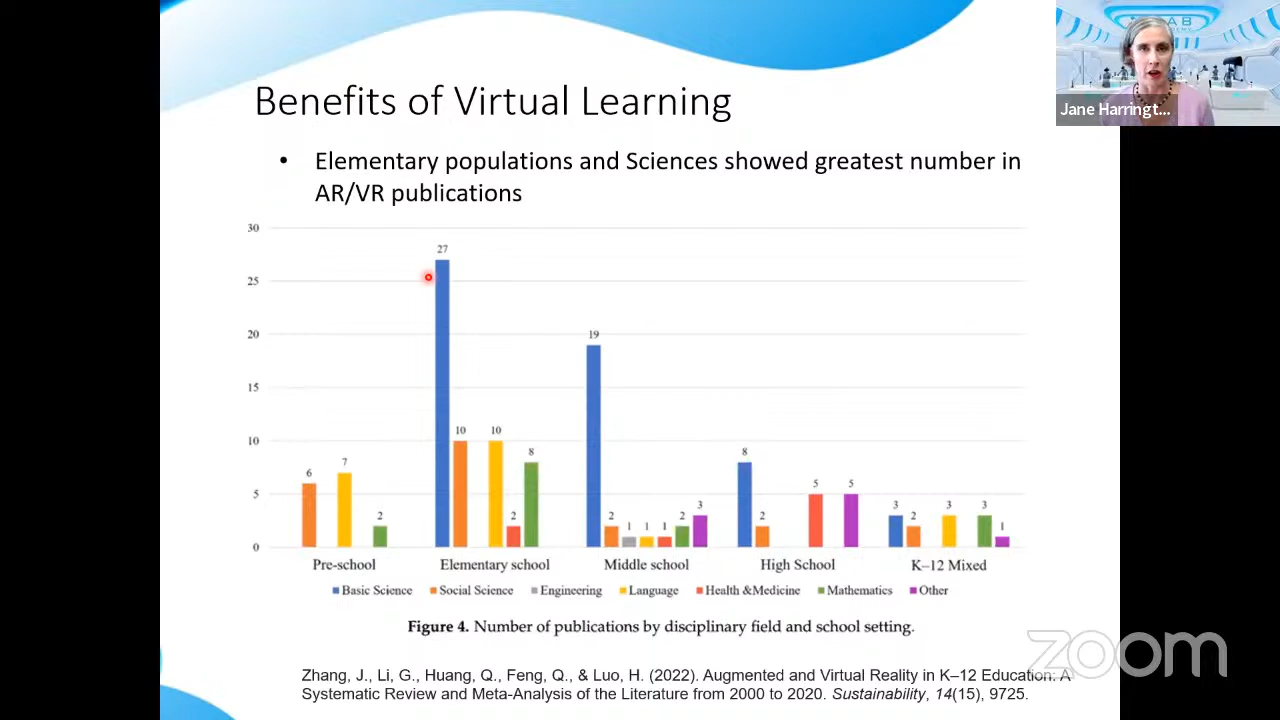 Benefits of Virtual Learning
• Elementary populations and Sciences showed greatest number in
AR/VR publications
30
25
20
15
10
5
0
6 7 2
27 10 10 2 8
19 2 1 1 1 2 3
8 2 5 5
3 2 3 3 1
Pre-school Elementary school Middle school High School K–12 Mixed
Basic Science Social Science Engineering Language Health &Medicine Mathematics Other
Figure 4. Number of publications by disciplinary field and school setting.
Zhang, J., Li, G., Huang, Q., Feng, Q., & Luo, H. (2022). Augmented and Virtual Reality in K–12 Education: A
Systematic Review and Meta-Analysis of the Literature from 2000 to 2020. Sustainability, 14(15), 9725.
Jane Harringt...
zoom